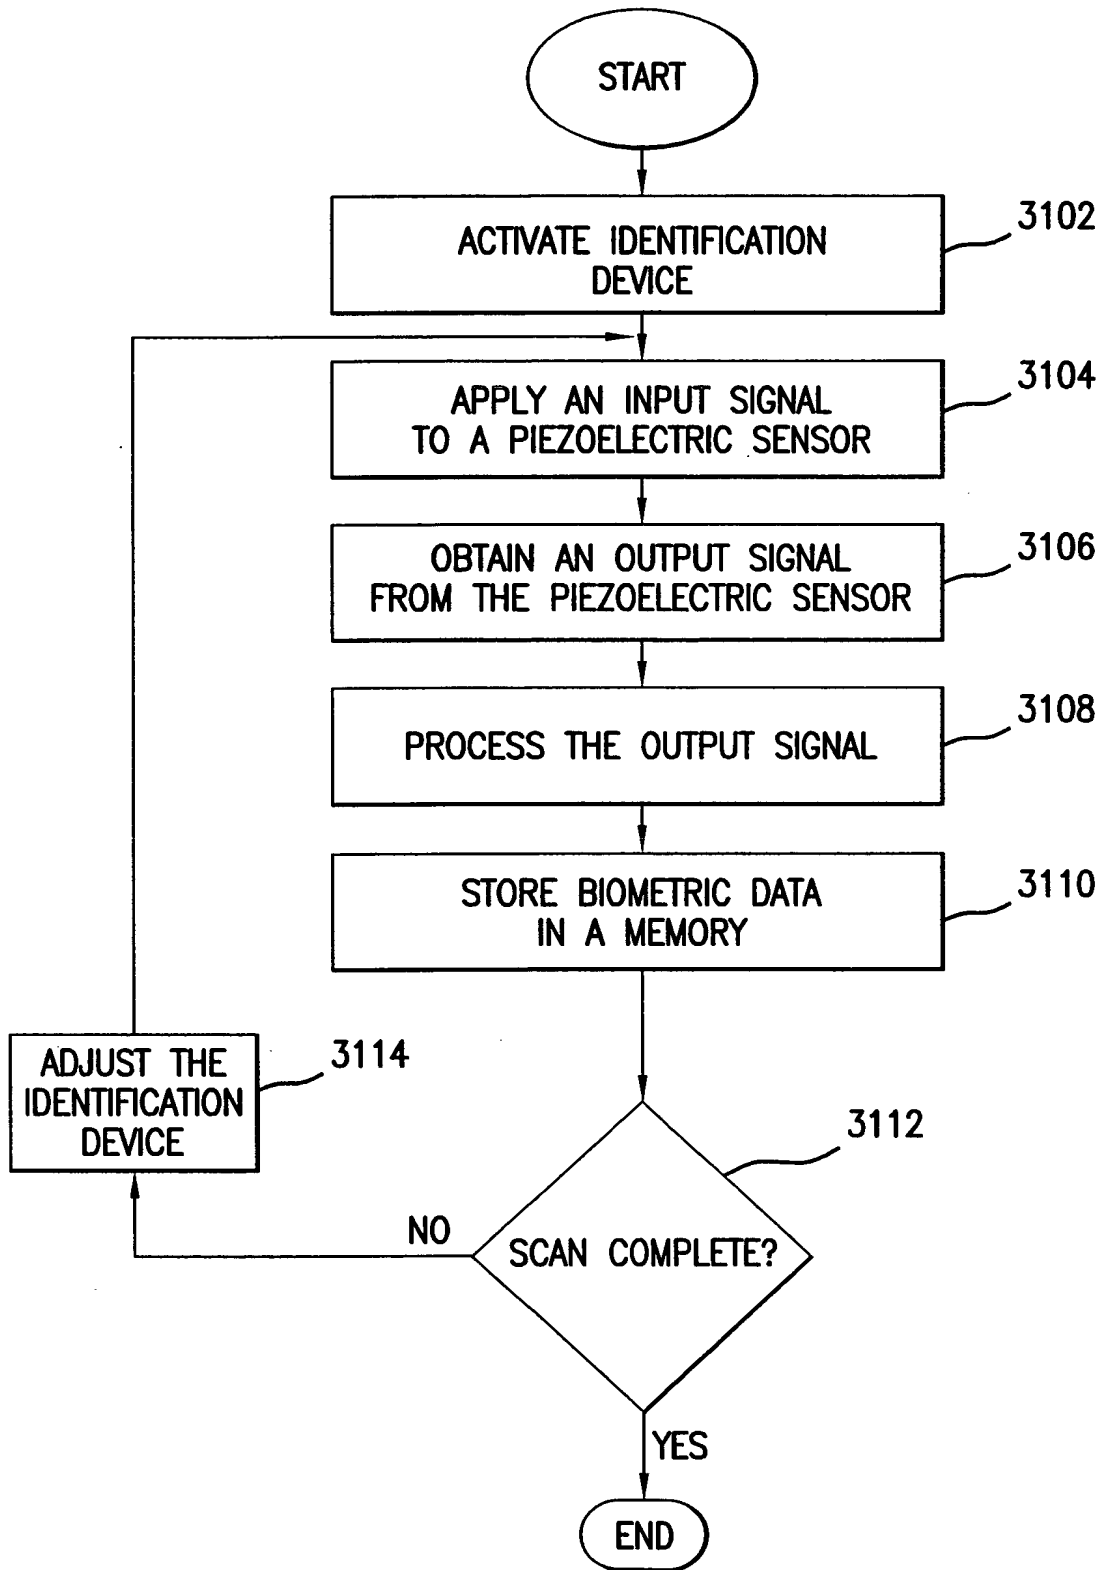 START
ACTIVATE IDENTIFICATION
DEVICE
3102
APPLY AN INPUT SIGNAL
TO A PIEZOELECTRIC SENSOR
3104
OBTAIN AN OUTPUT SIGNAL
FROM THE PIEZOELECTRIC SENSOR
3106
PROCESS THE OUTPUT SIGNAL
3108
STORE BIOMETRIC DATA
IN A MEMORY
3110
ADJUST THE
IDENTIFICATION
DEVICE
3114
3112
SCAN COMPLETE?
NO
YES
END